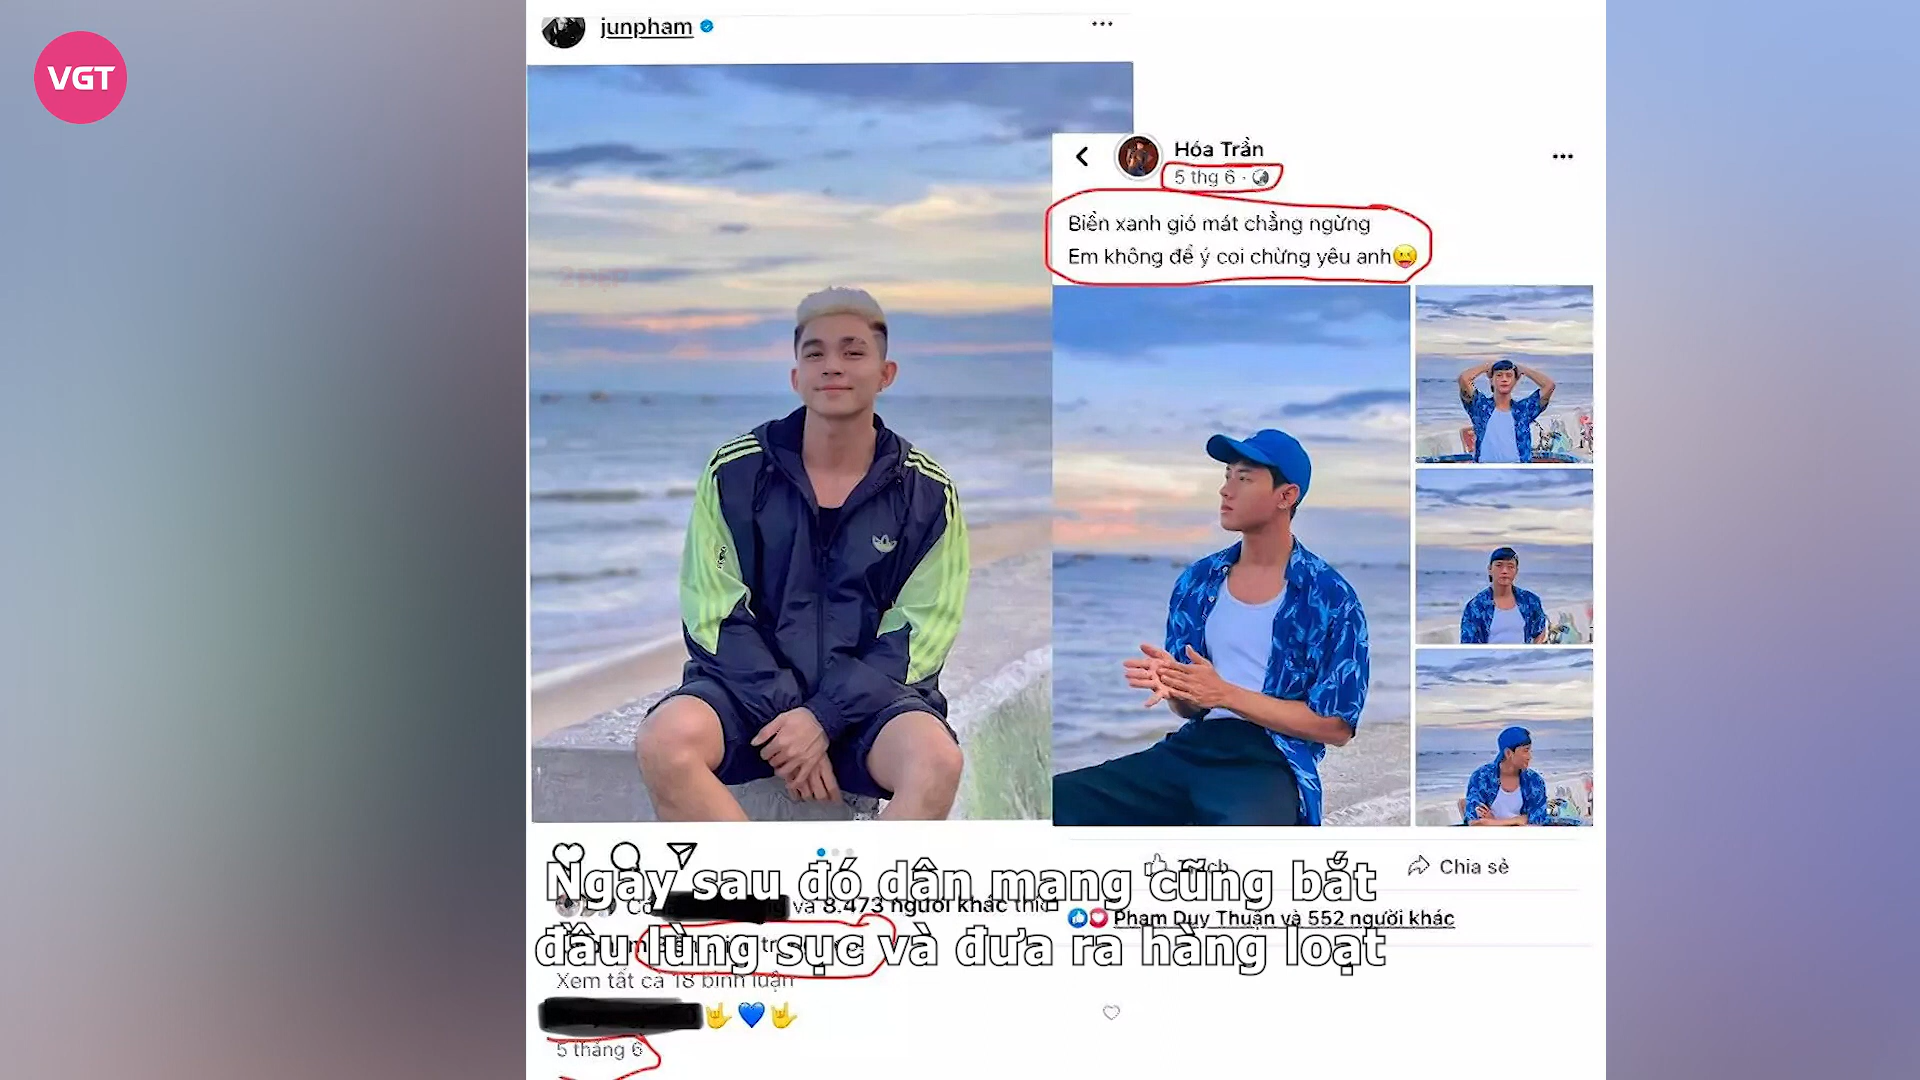 VGT
junpham
Hóa Trần
5 thg 6
Biển xanh gió mát chẳng ngừng
Em không để ý coi chừng yêu anh
2ĐẸP
Chia sẻ
Phạm Duy Thuận và 552 người khác
và 8.473 người khác
Xem tất cả 18 bình luận
5 tháng 6
Ngày sau đó dân mạng cũng bắt
đầu lùng sục và đưa ra hàng loạt